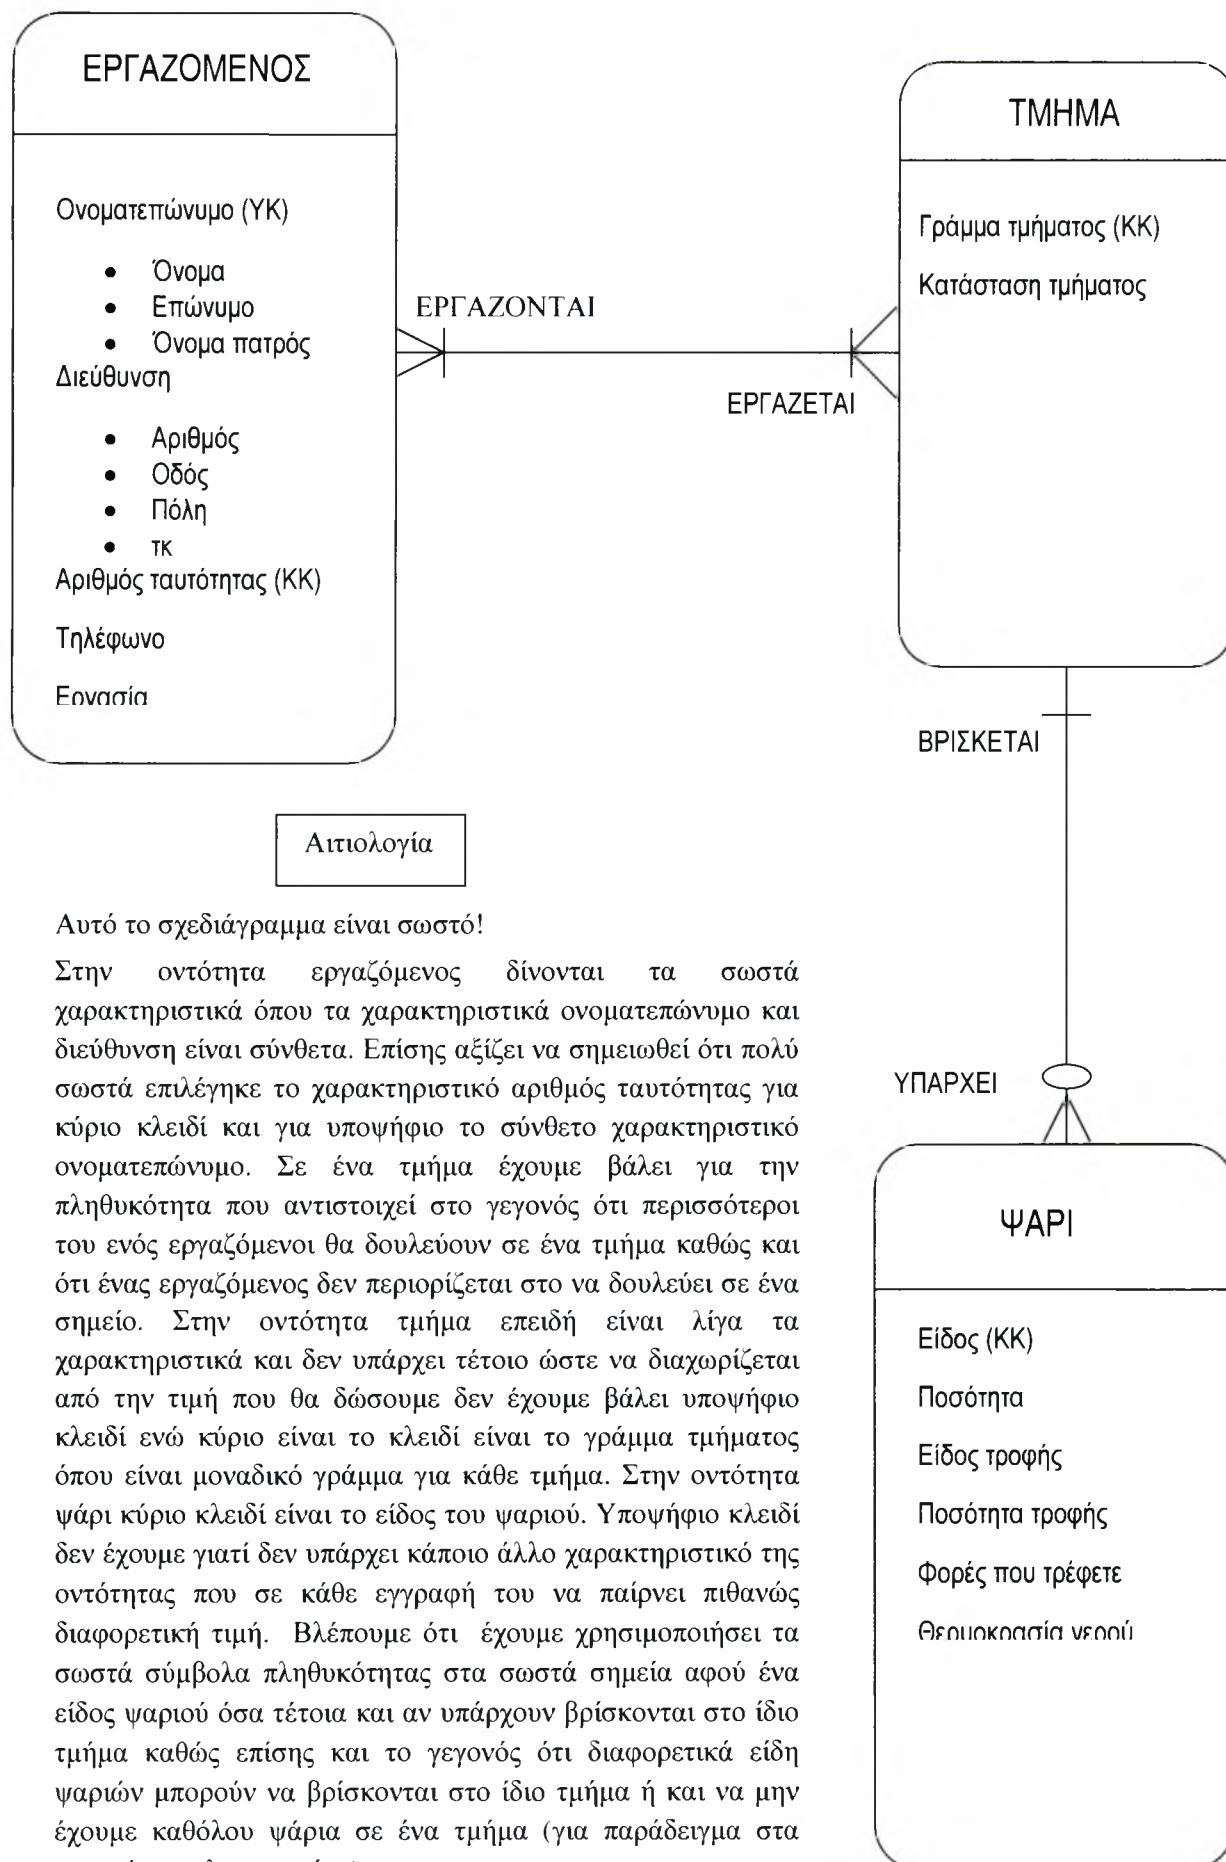 ΕΡΓΑΖΟΜΕΝΟΣ
Ονοματεπώνυμο (ΥΚ)
• Όνομα
• Επώνυμο
• Όνομα πατρός
Διεύθυνση
• Αριθμός
• Οδός
• Πόλη
• τκ
Αριθμός ταυτότητας (ΚΚ)
Τηλέφωνο
Εργασία
ΕΡΓΑΖΟΝΤΑΙ
ΕΡΓΑΖΕΤΑΙ
ΤΜΗΜΑ
Γράμμα τμήματος (ΚΚ)
Κατάσταση τμήματος
ΒΡΙΣΚΕΤΑΙ
ΥΠΑΡΧΕΙ
ΨΑΡΙ
Είδος (ΚΚ)
Ποσότητα
Είδος τροφής
Ποσότητα τροφής
Φορές που τρέφετε
Θερμοκρασία νερού
Αιτιολογία
Αυτό το σχεδιάγραμμα είναι σωστό!
Στην οντότητα εργαζόμενος δίνονται τα σωστά
χαρακτηριστικά όπου τα χαρακτηριστικά ονοματεπώνυμο και
διεύθυνση είναι σύνθετα. Επίσης αξίζει να σημειωθεί ότι πολύ
σωστά επιλέγηκε το χαρακτηριστικό αριθμός ταυτότητας για
κύριο κλειδί και για υποψήφιο το σύνθετο χαρακτηριστικό
ονοματεπώνυμο. Σε ένα τμήμα έχουμε βάλει για την
πληθυκότητα που αντιστοιχεί στο γεγονός ότι περισσότεροι
του ενός εργαζόμενοι θα δουλεύουν σε ένα τμήμα καθώς και
ότι ένας εργαζόμενος δεν περιορίζεται στο να δουλεύει σε ένα
σημείο. Στην οντότητα τμήμα επειδή είναι λίγα τα
χαρακτηριστικά και δεν υπάρχει τέτοιο ώστε να διαχωρίζεται
από την τιμή που θα δώσουμε δεν έχουμε βάλει υποψήφιο
κλειδί ενώ κύριο είναι το κλειδί είναι το γράμμα τμήματος
όπου είναι μοναδικό γράμμα για κάθε τμήμα. Στην οντότητα
ψάρι κύριο κλειδί είναι το είδος του ψαριού. Υποψήφιο κλειδί
δεν έχουμε γιατί δεν υπάρχει κάποιο άλλο χαρακτηριστικό της
οντότητας που σε κάθε εγγραφή του να παίρνει πιθανώς
διαφορετική τιμή. Βλέπουμε ότι έχουμε χρησιμοποιήσει τα
σωστά σύμβολα πληθυκότητας στα σωστά σημεία αφού ένα
είδος ψαριού όσα τέτοια και αν υπάρχουν βρίσκονται στο ίδιο
τμήμα καθώς επίσης και το γεγονός ότι διαφορετικά είδη
ψαριών μπορούν να βρίσκονται στο ίδιο τμήμα ή και να μην
έχουμε καθόλου ψάρια σε ένα τμήμα (για παράδειγμα στα